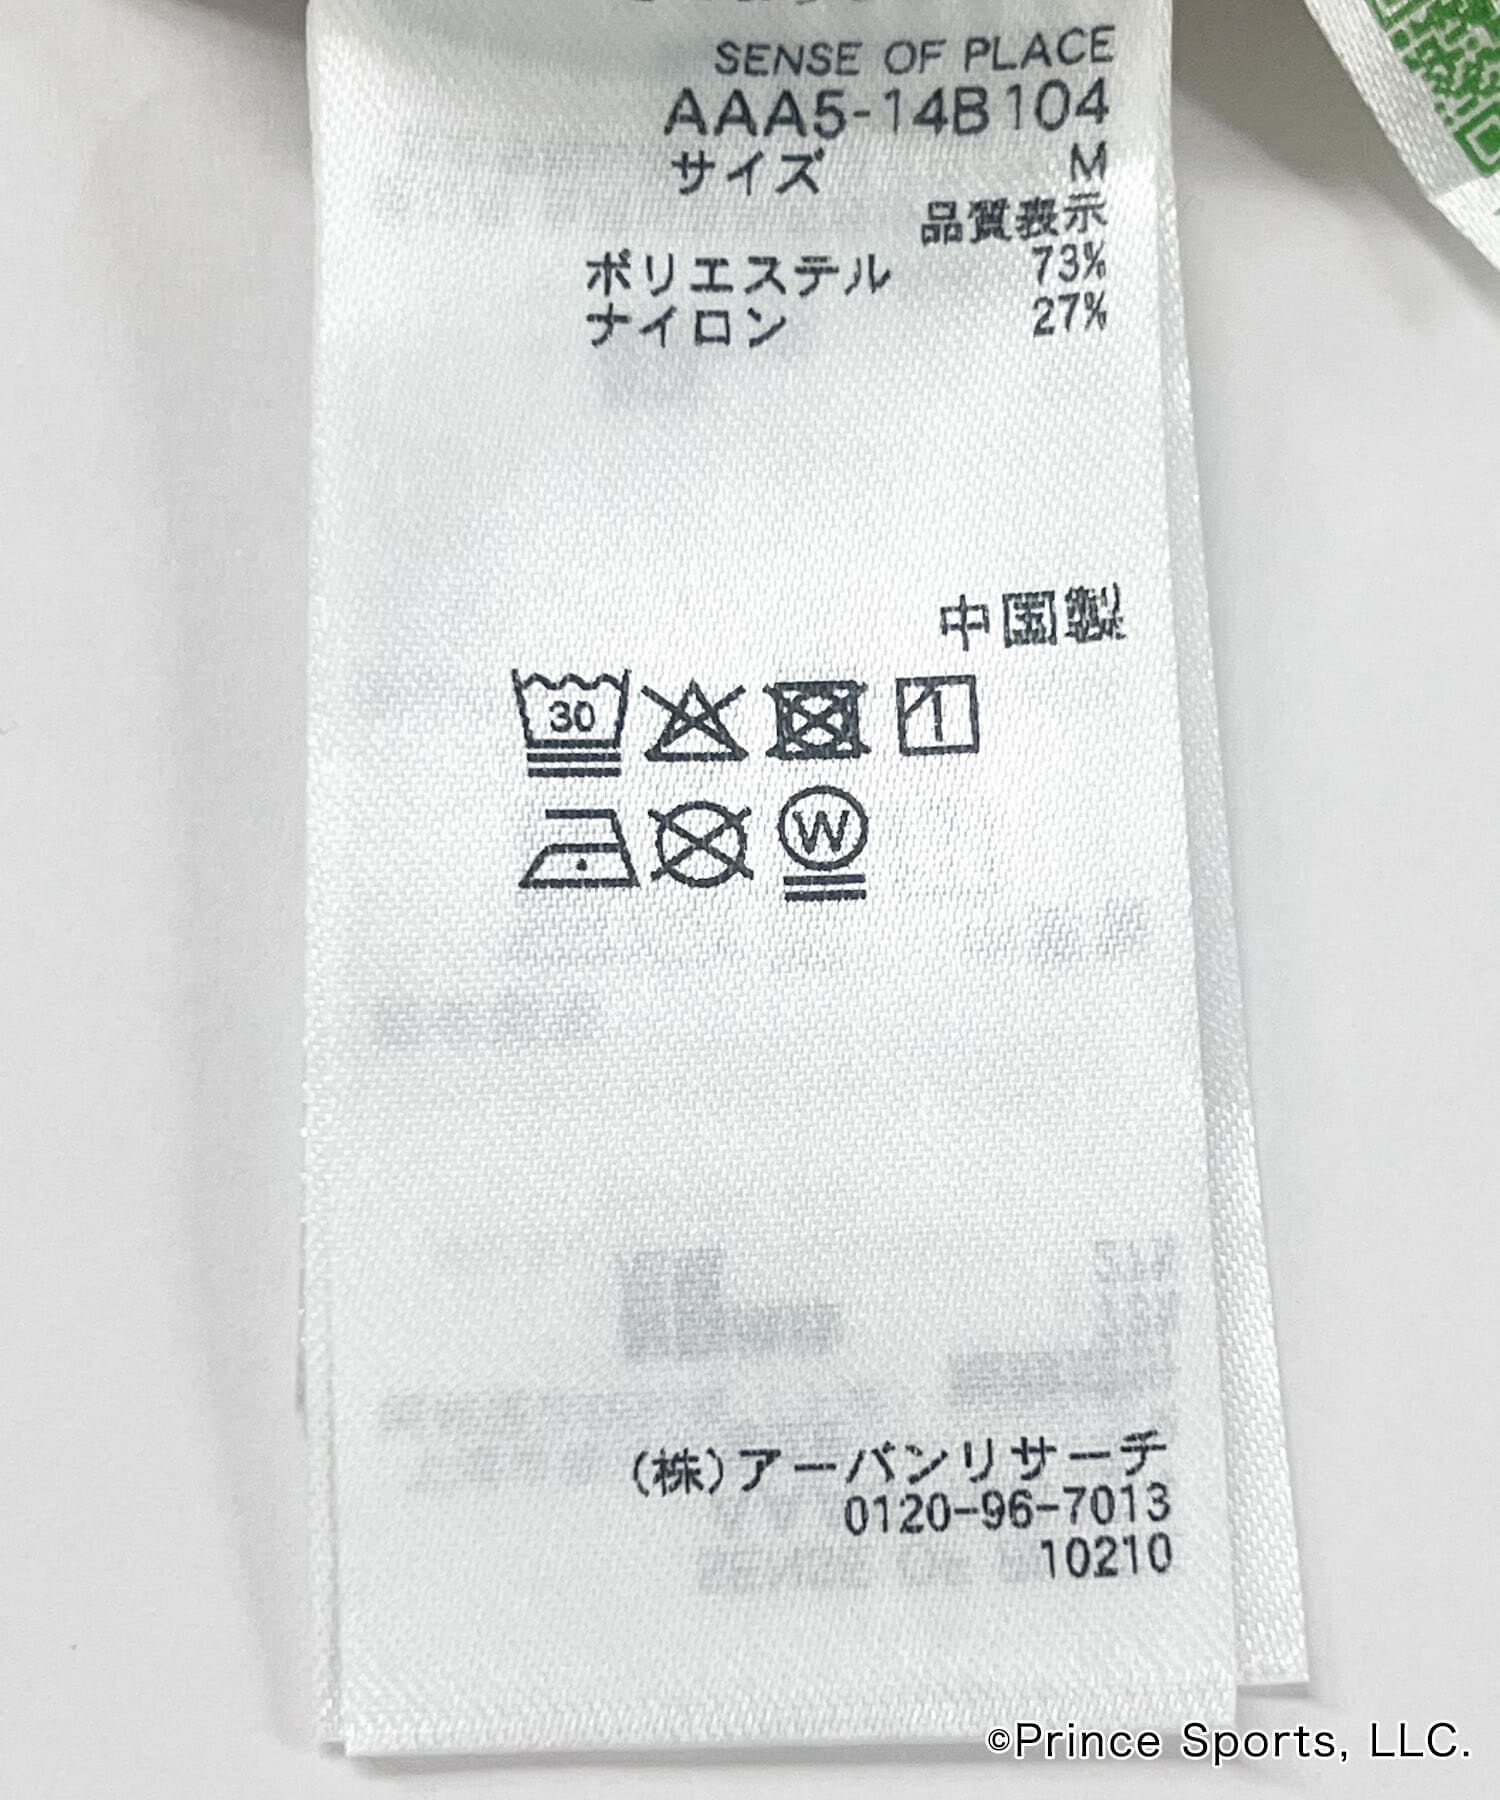 SENSE OF PLACE
AAA5-14B104
サイズ M
品質表示
ポリエステル 73%
ナイロン 27%
中国製
30
W
(株)アーバンリサーチ
0120-96-7013
10210
©Prince Sports, LLC.